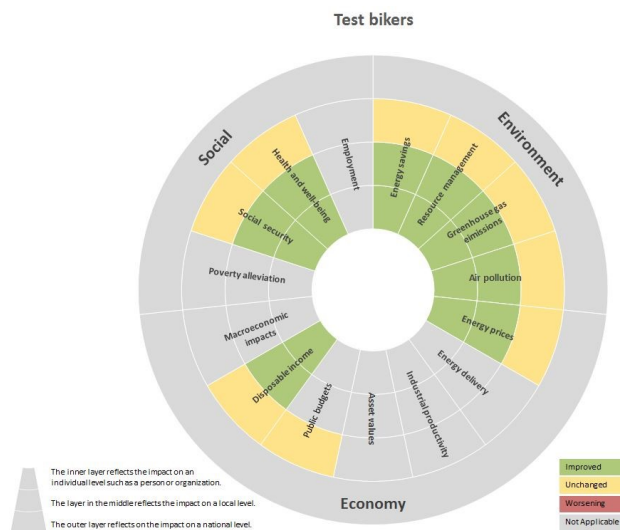 Test bikers
Social
Environment
Economy
Employment
Health and well-being
Social security
Poverty alleviation
Macroeconomic
impacts
Disposable income
Public budgets
Asset values
Industrial productivity
Energy delivery
Energy prices
Air pollution
Greenhouse gas
eimissions
Resource management
Energy savings
The inner layer reflects the impact on an
individual level such as a person or organization.
The layer in the middle reflects the impact on a local level.
The outer layer reflects on the impact on a national level.
Improved
Unchanged
Worsening
Not Applicable